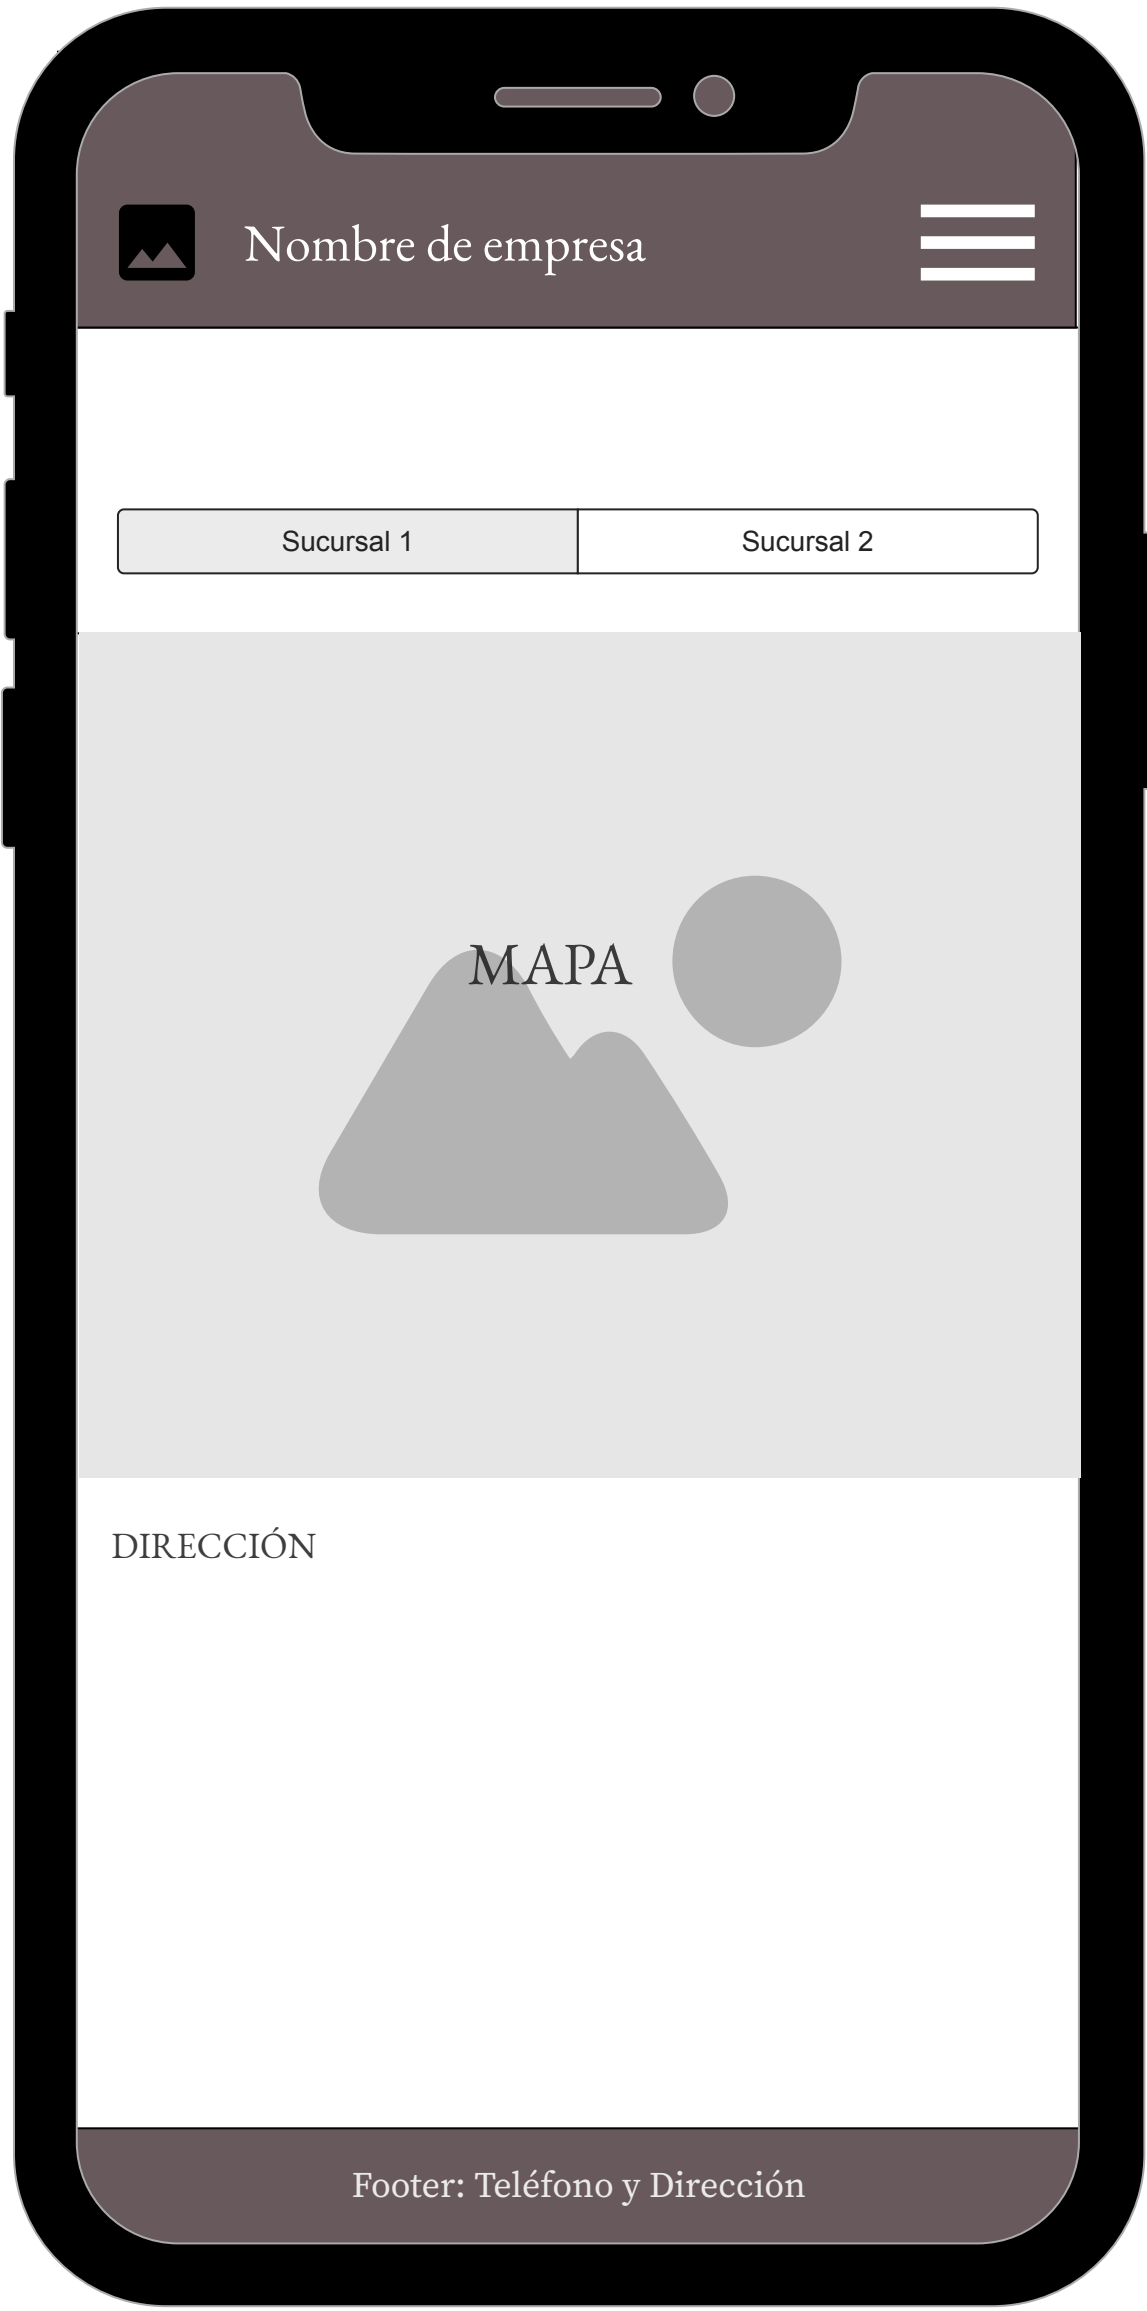 Nombre de empresa
Sucursal 1
Sucursal 2
MAPA
DIRECCIÓN
Footer: Teléfono y Dirección